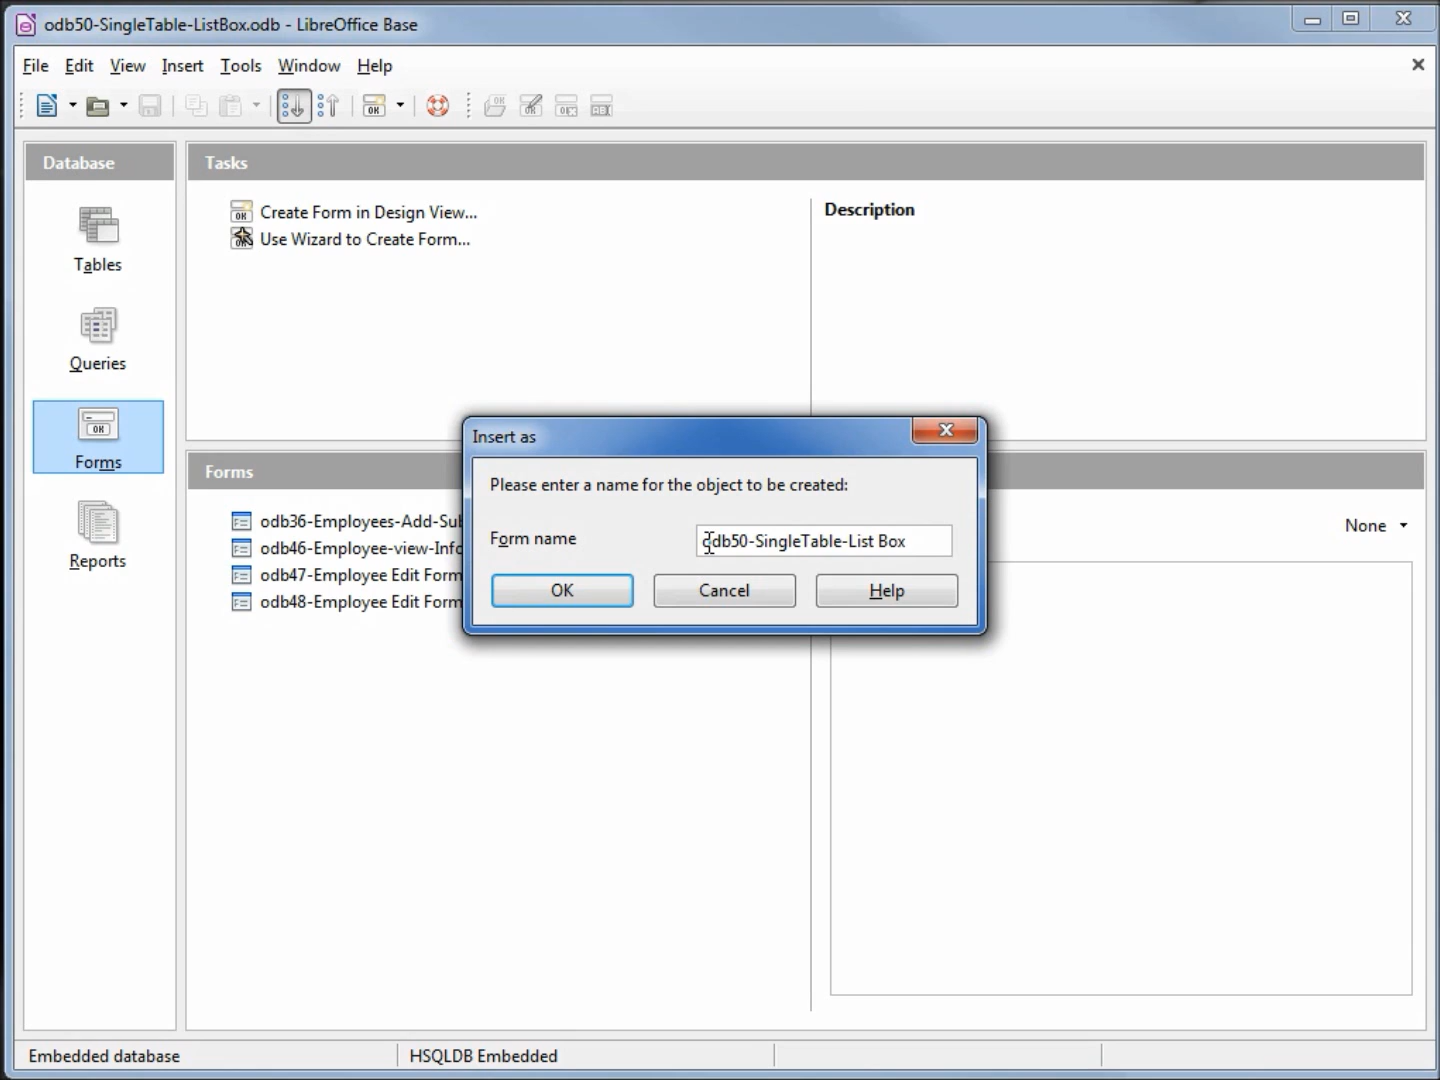 odb50-SingleTable-ListBox.odb - LibreOffice Base
File Edit View Insert Tools Window Help
Database
Tasks
Create Form in Design View...
Use Wizard to Create Form...
Description
Tables
Queries
Forms
Reports
Forms
odb36-Employees-Add-Sub
odb46-Employee-view-Info
odb47-Employee Edit Form
odb48-Employee Edit Form
None
Insert as
Please enter a name for the object to be created:
Form name
odb50-SingleTable-List Box
OK Cancel Help
Embedded database HSQLDB Embedded